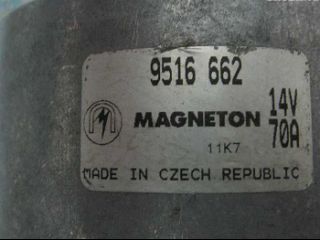 9516 662
MAGNETON 14V
70A
11K7
MADE IN CZECH REPUBLIC